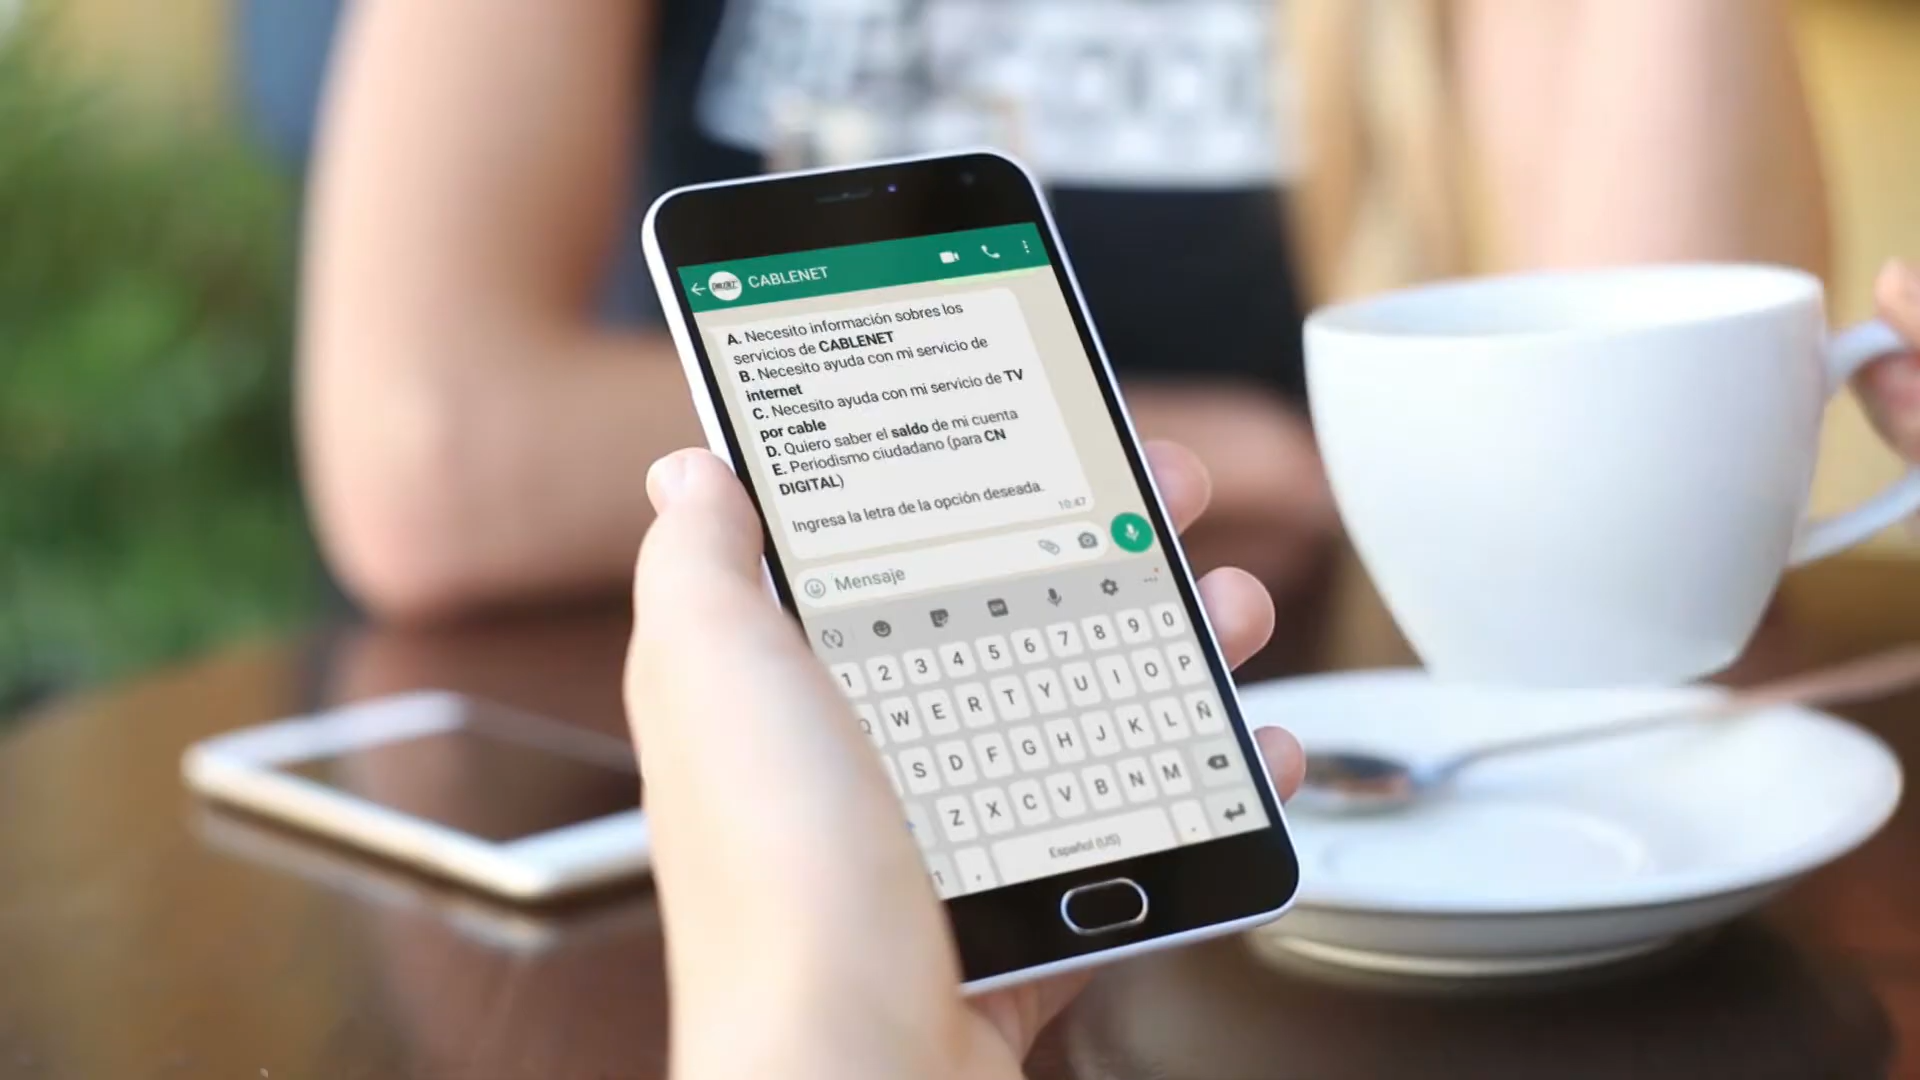 CABLENET
A. Necesito información sobres los
servicios de CABLENET
B. Necesito ayuda con mi servicio de
internet
C. Necesito ayuda con mi servicio de TV
por cable
D. Quiero saber el saldo de mi cuenta
E. Periodismo ciudadano (para CN
DIGITAL)
Ingresa la letra de la opción deseada.
10:47
Mensaje
1 2 3 4 5 6 7 8 9 0
Q W E R T Y U I O P
S D F G H J K L Ñ
Z X C V B N M
, Español (US) .